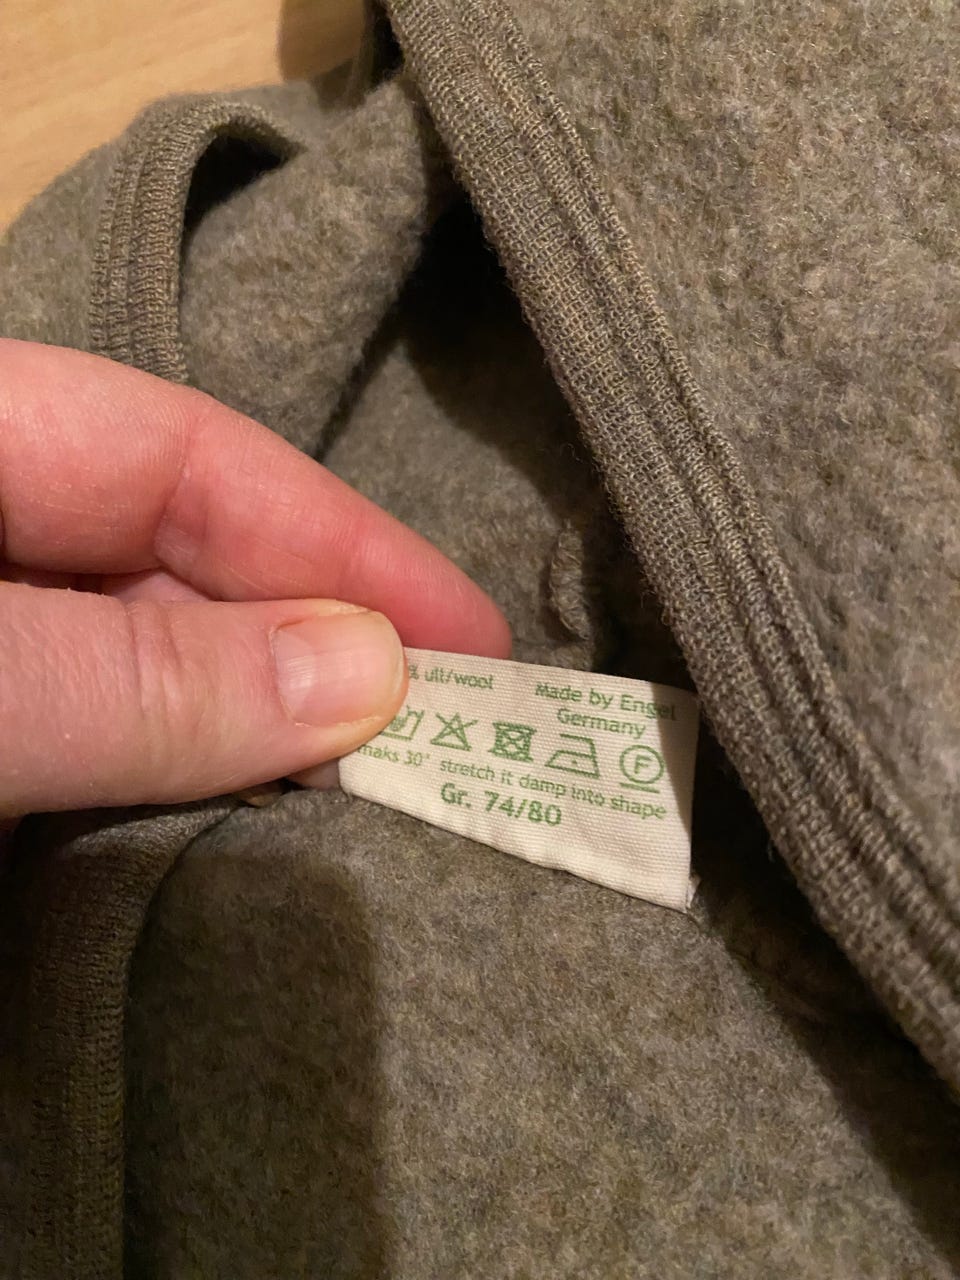 % ull/wool
Made by Engel
Germany
F
maks 30° stretch it damp into shape
Gr. 74/80